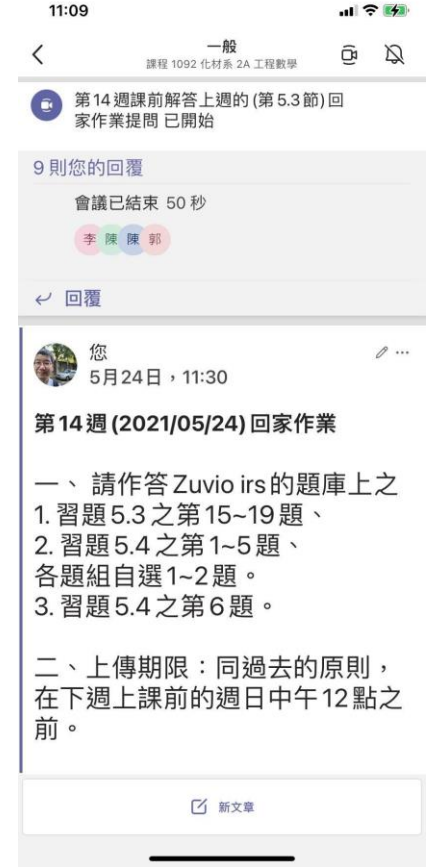 11:09
一般
課程 1092 化材系 2A 工程數學
第14週課前解答上週的(第5.3節)回
家作業提問 已開始
9 則您的回覆
會議已結束 50 秒
李 陳 陳 郭
回覆
您
5月24日，11:30
第14週(2021/05/24)回家作業
一、 請作答Zuvio irs的題庫上之
1. 習題5.3之第15~19題、
2. 習題5.4之第1~5題、
各題組自選1~2題。
3. 習題5.4之第6題。
二、上傳期限：同過去的原則，
在下週上課前的週日中午12點之
前。
新文章